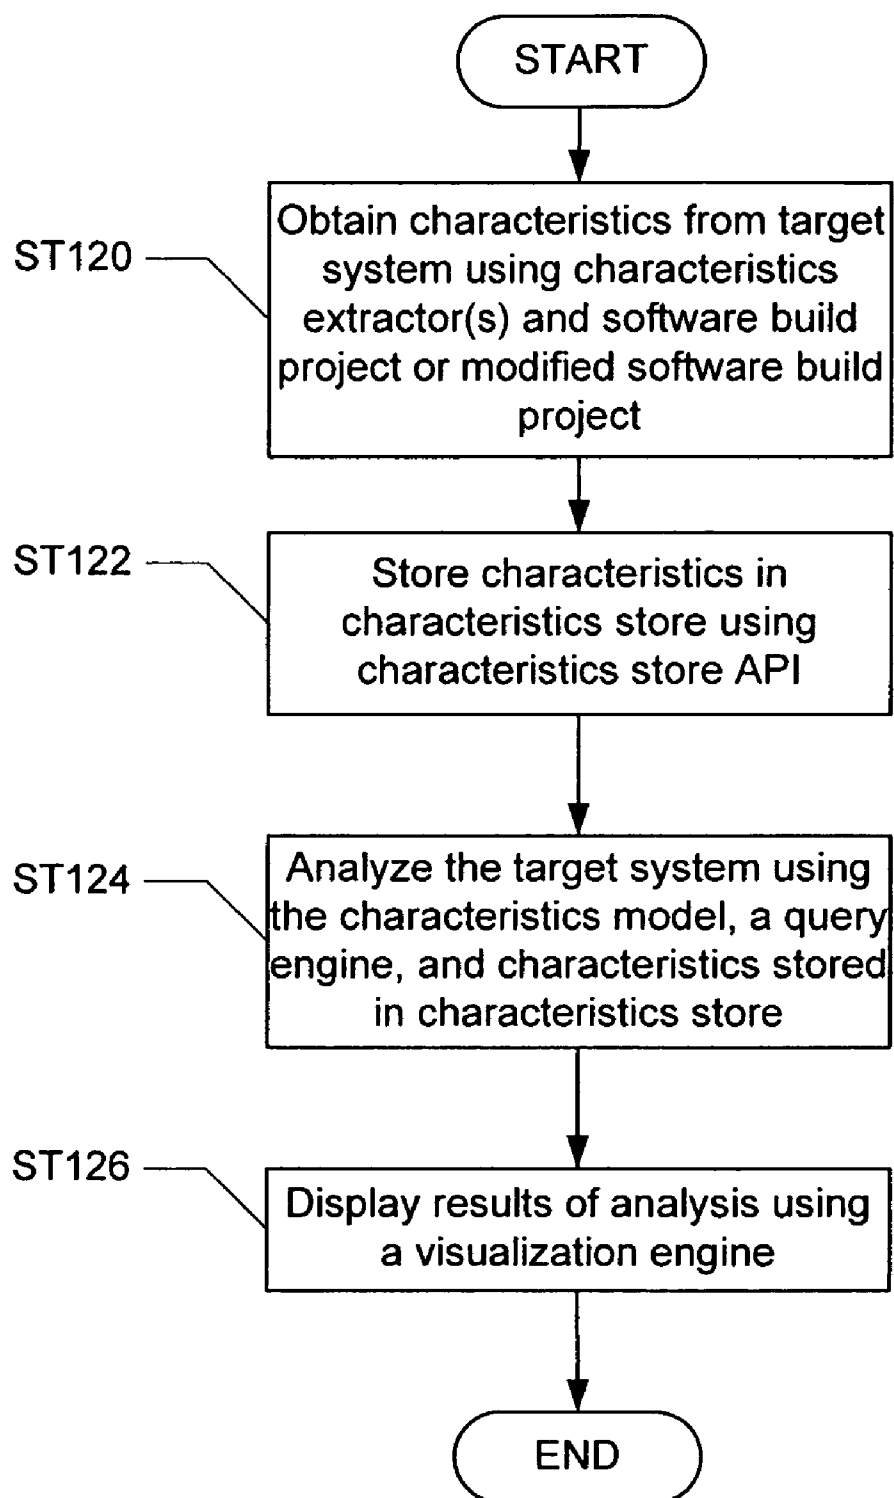 START
ST120
Obtain characteristics from target
system using characteristics
extractor(s) and software build
project or modified software build
project
ST122
Store characteristics in
characteristics store using
characteristics store API
ST124
Analyze the target system using
the characteristics model, a query
engine, and characteristics stored
in characteristics store
ST126
Display results of analysis using
a visualization engine
END